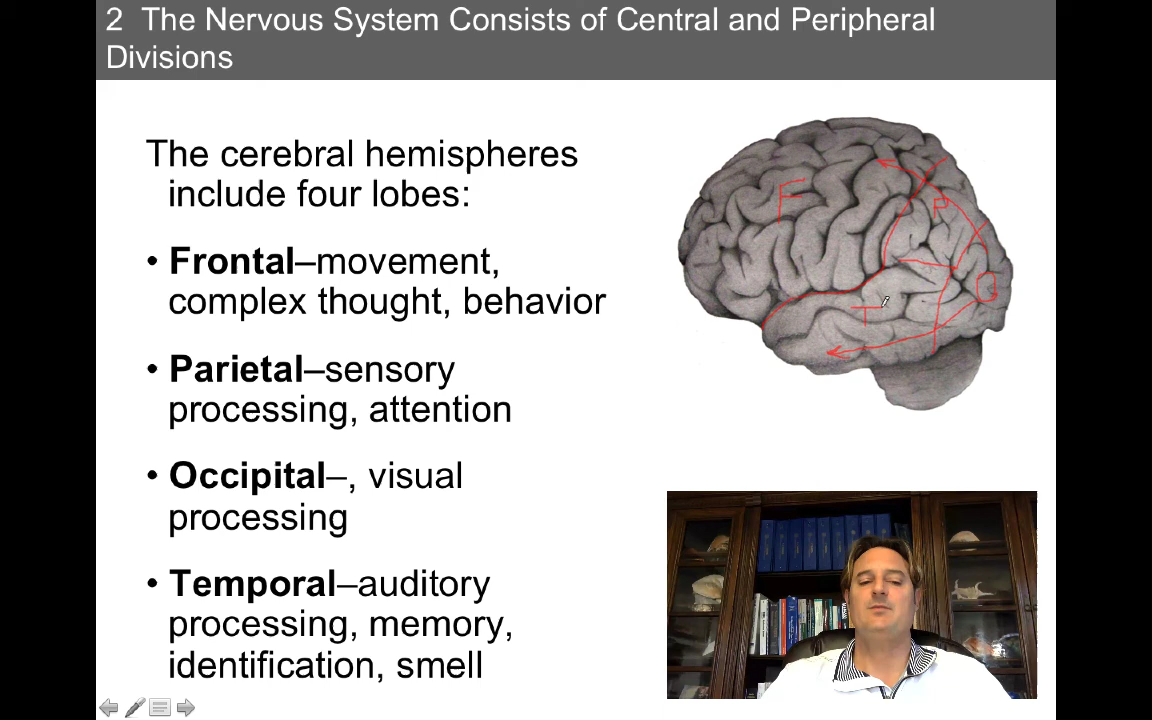 2 The Nervous System Consists of Central and Peripheral
Divisions
The cerebral hemispheres
include four lobes:
• Frontal–movement,
complex thought, behavior
• Parietal–sensory
processing, attention
• Occipital–, visual
processing
• Temporal–auditory
processing, memory,
identification, smell
F
P
O
T